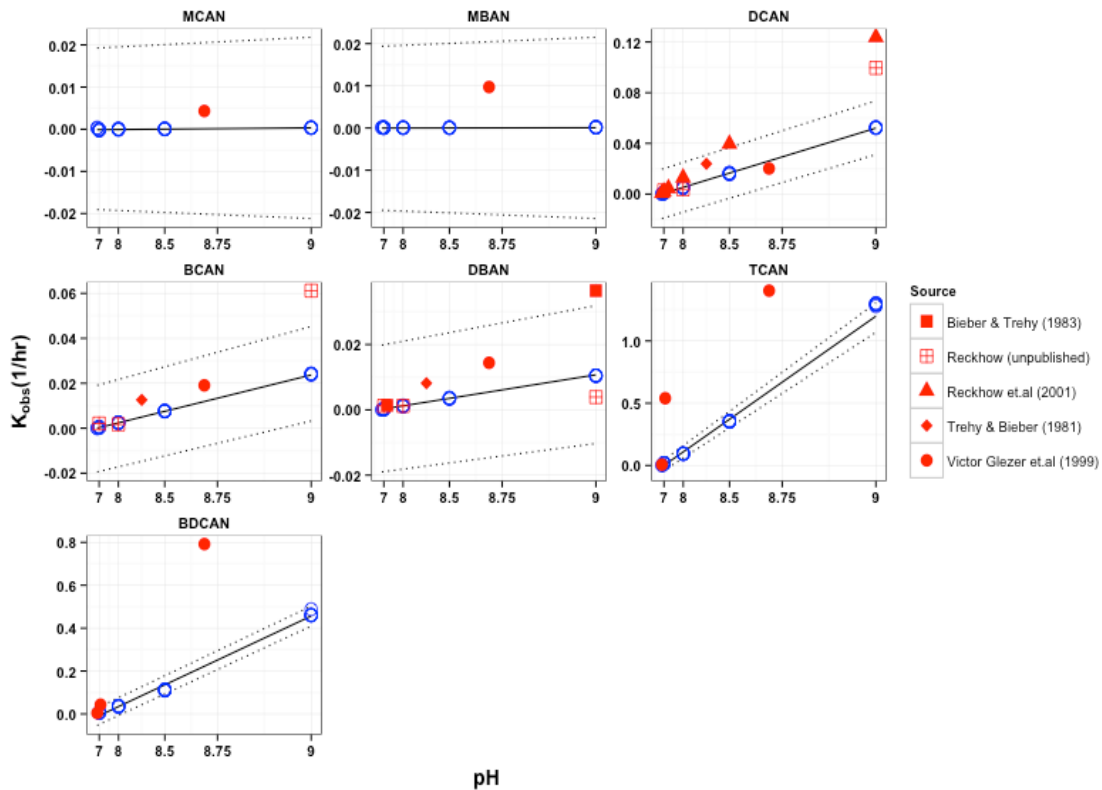 MCAN MBAN DCAN
0.02 0.02 0.12
0.01 0.01 0.08
0.00 0.00 0.04
-0.01 -0.01 0.00
-0.02 -0.02
7 8 8.5 8.75 9 7 8 8.5 8.75 9 7 8 8.5 8.75 9
BCAN DBAN TCAN
0.06 0.02 1.0
0.04 0.00 0.5
0.02 -0.02 0.0
0.00
-0.02
7 8 8.5 8.75 9 7 8 8.5 8.75 9 7 8 8.5 8.75 9
BDCAN
0.8
0.6
0.4
0.2
0.0
7 8 8.5 8.75 9
Kobs(1/hr)
pH
Source
Bieber & Trehy (1983)
Reckhow (unpublished)
Reckhow et.al (2001)
Trehy & Bieber (1981)
Victor Glezer et.al (1999)